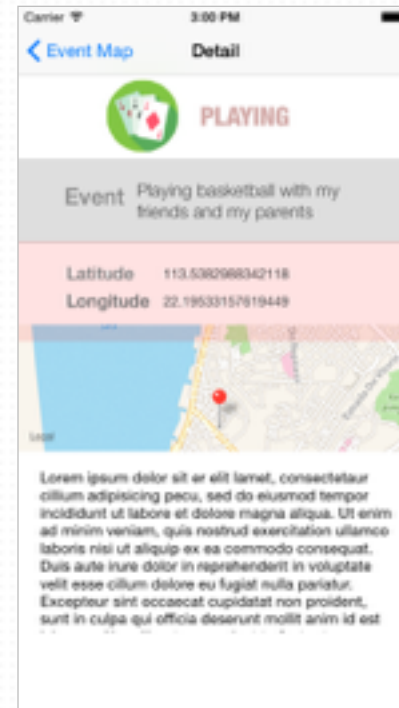 Carrier 3:00 PM
Event Map Detail
PLAYING
Event Playing basketball with my
friends and my parents
Latitude 113.5382988342118
Longitude 22.19533157619449
Legal
Lorem ipsum dolor sit er elit lamet, consectetaur
cillium adipisicing pecu, sed do eiusmod tempor
incididunt ut labore et dolore magna aliqua. Ut enim
ad minim veniam, quis nostrud exercitation ullamco
laboris nisi ut aliquip ex ea commodo consequat.
Duis aute irure dolor in reprehenderit in voluptate
velit esse cillum dolore eu fugiat nulla pariatur.
Excepteur sint occaecat cupidatat non proident,
sunt in culpa qui officia deserunt mollit anim id est